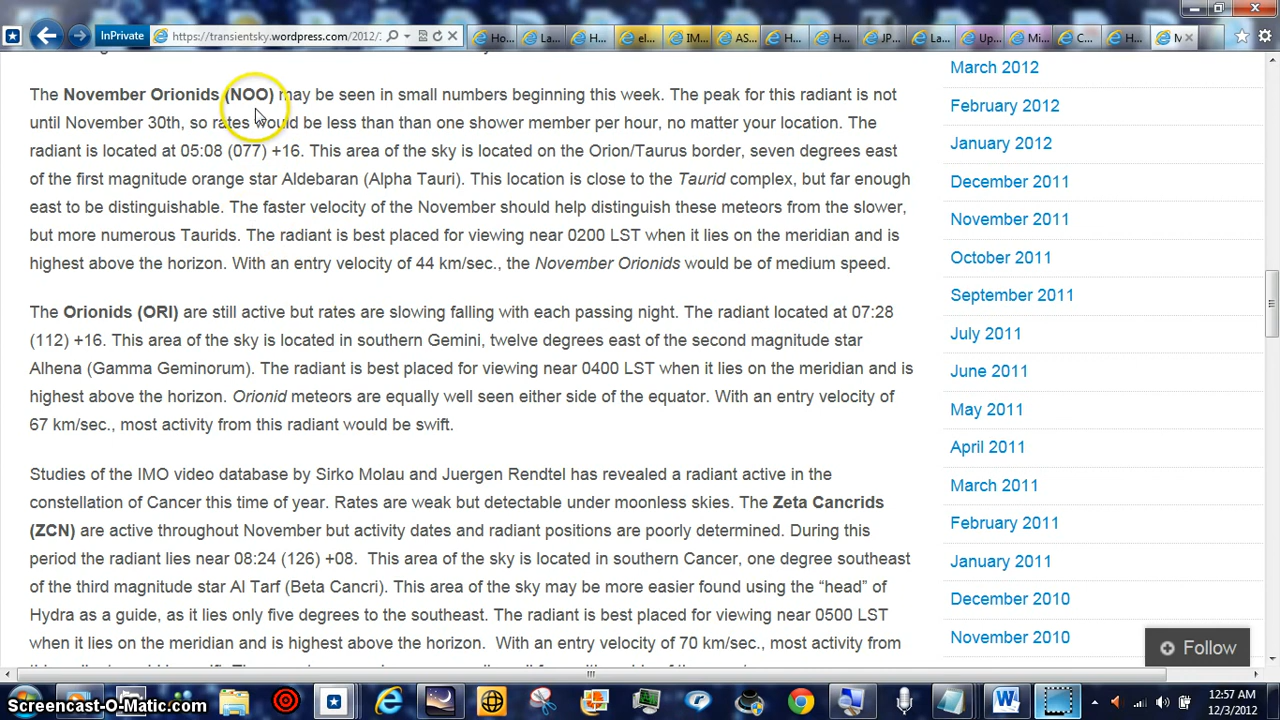 InPrivate
https://transientsky.wordpress.com/2012/
Ho...
La...
H...
el...
IM...
AS...
H...
H...
JP...
La...
Up...
Mi...
C...
H...
M
The November Orionids (NOO) may be seen in small numbers beginning this week. The peak for this radiant is not
until November 30th, so rates would be less than than one shower member per hour, no matter your location. The
radiant is located at 05:08 (077) +16. This area of the sky is located on the Orion/Taurus border, seven degrees east
of the first magnitude orange star Aldebaran (Alpha Tauri). This location is close to the Taurid complex, but far enough
east to be distinguishable. The faster velocity of the November should help distinguish these meteors from the slower,
but more numerous Taurids. The radiant is best placed for viewing near 0200 LST when it lies on the meridian and is
highest above the horizon. With an entry velocity of 44 km/sec., the November Orionids would be of medium speed.
The Orionids (ORI) are still active but rates are slowing falling with each passing night. The radiant located at 07:28
(112) +16. This area of the sky is located in southern Gemini, twelve degrees east of the second magnitude star
Alhena (Gamma Geminorum). The radiant is best placed for viewing near 0400 LST when it lies on the meridian and is
highest above the horizon. Orionid meteors are equally well seen either side of the equator. With an entry velocity of
67 km/sec., most activity from this radiant would be swift.
Studies of the IMO video database by Sirko Molau and Juergen Rendtel has revealed a radiant active in the
constellation of Cancer this time of year. Rates are weak but detectable under moonless skies. The Zeta Cancrids
(ZCN) are active throughout November but activity dates and radiant positions are poorly determined. During this
period the radiant lies near 08:24 (126) +08. This area of the sky is located in southern Cancer, one degree southeast
of the third magnitude star Al Tarf (Beta Cancri). This area of the sky may be more easier found using the “head” of
Hydra as a guide, as it lies only five degrees to the southeast. The radiant is best placed for viewing near 0500 LST
when it lies on the meridian and is highest above the horizon. With an entry velocity of 70 km/sec., most activity from
March 2012
February 2012
January 2012
December 2011
November 2011
October 2011
September 2011
July 2011
June 2011
May 2011
April 2011
March 2011
February 2011
January 2011
December 2010
November 2010
Follow
Screencast-O-Matic.com
12:57 AM
12/3/2012